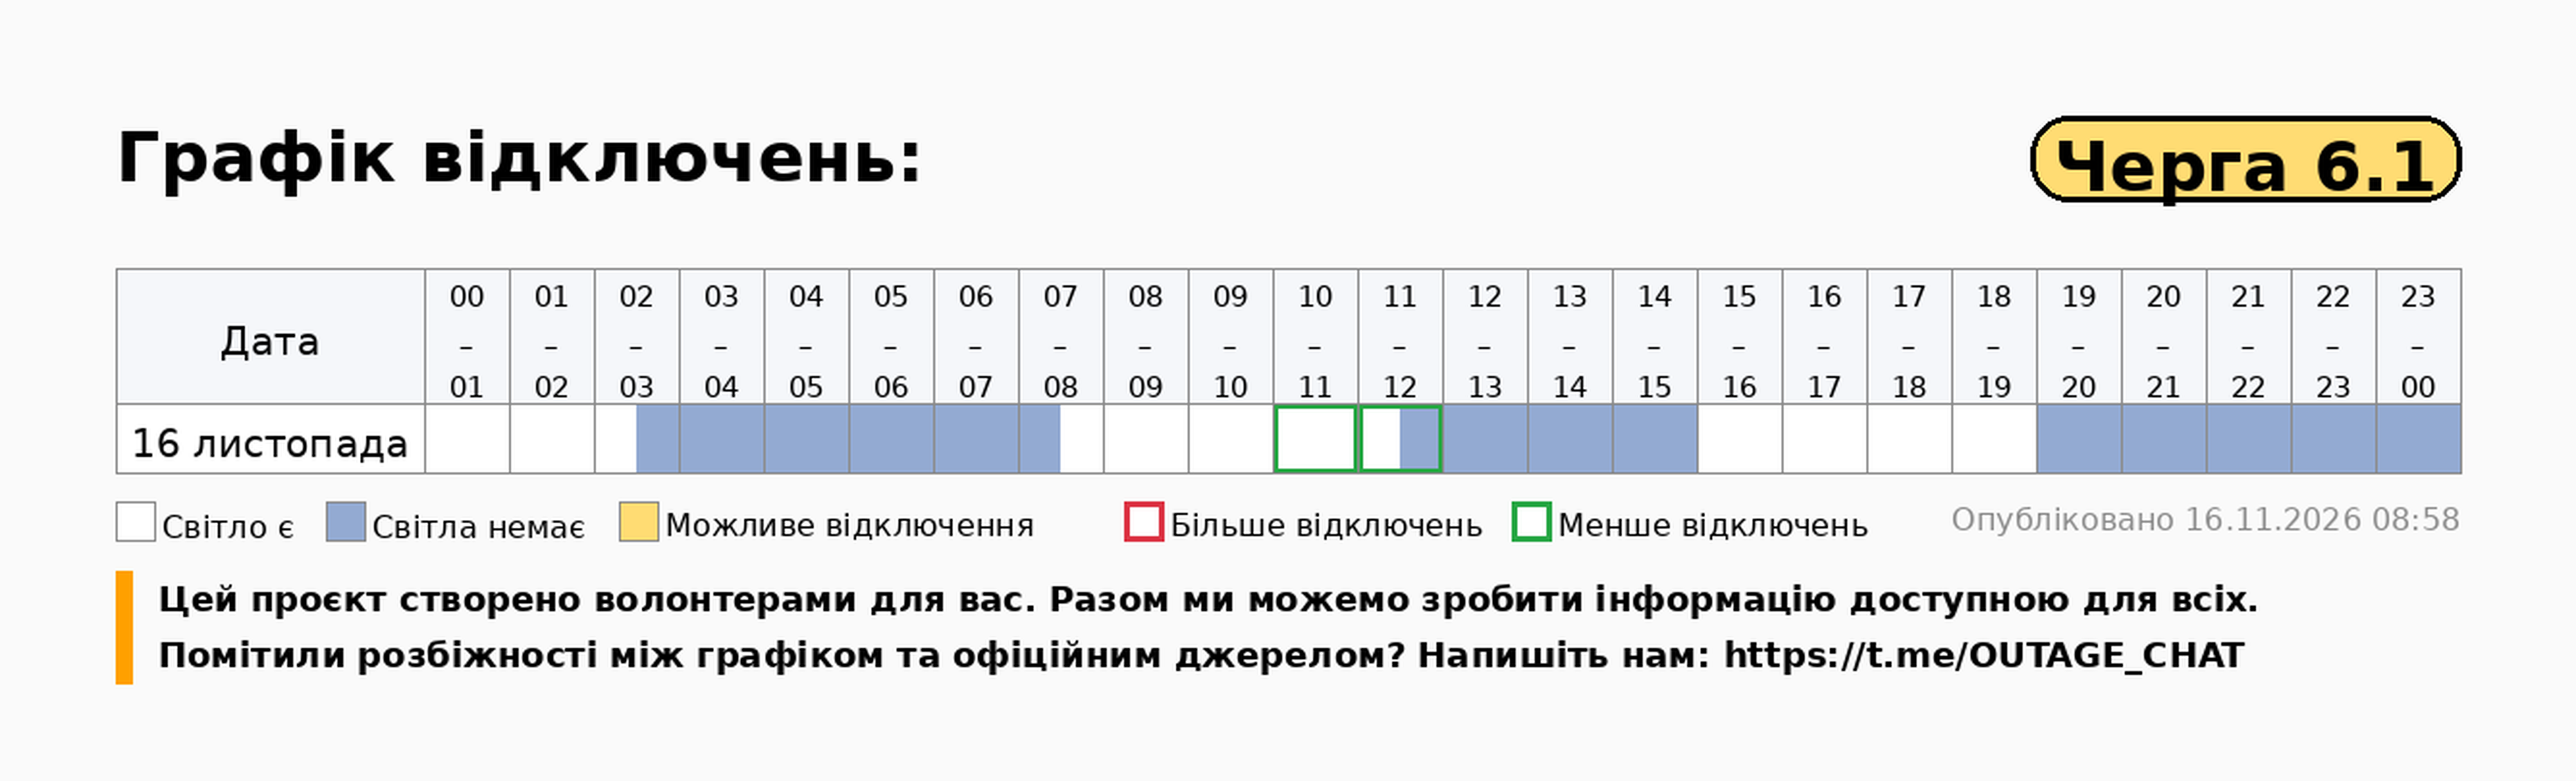 Графік відключень:
Черга 6.1
Дата 00 – 01 01 – 02 02 – 03 03 – 04 04 – 05 05 – 06 06 – 07 07 – 08 08 – 09 09 – 10 10 – 11 11 – 12 12 – 13 13 – 14 14 – 15 15 – 16 16 – 17 17 – 18 18 – 19 19 – 20 20 – 21 21 – 22 22 – 23 23 – 00
16 листопада
Світло є Світла немає Можливе відключення Більше відключень Менше відключень Опубліковано 16.11.2026 08:58
Цей проєкт створено волонтерами для вас. Разом ми можемо зробити інформацію доступною для всіх.
Помітили розбіжності між графіком та офіційним джерелом? Напишіть нам: https://t.me/OUTAGE_CHAT